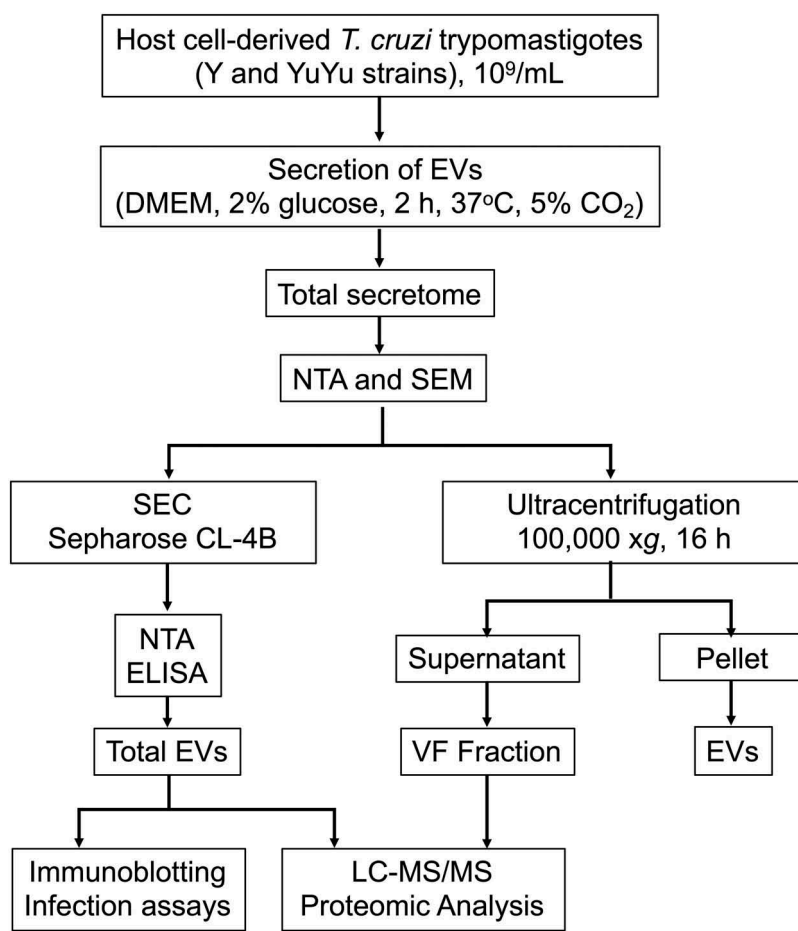 Host cell-derived T. cruzi trypomastigotes
(Y and YuYu strains), 10⁹/mL
Secretion of EVs
(DMEM, 2% glucose, 2 h, 37ºC, 5% CO₂)
Total secretome
NTA and SEM
SEC
Sepharose CL-4B
Ultracentrifugation
100,000 xg, 16 h
NTA
ELISA
Supernatant
Pellet
Total EVs
VF Fraction
EVs
Immunoblotting
Infection assays
LC-MS/MS
Proteomic Analysis